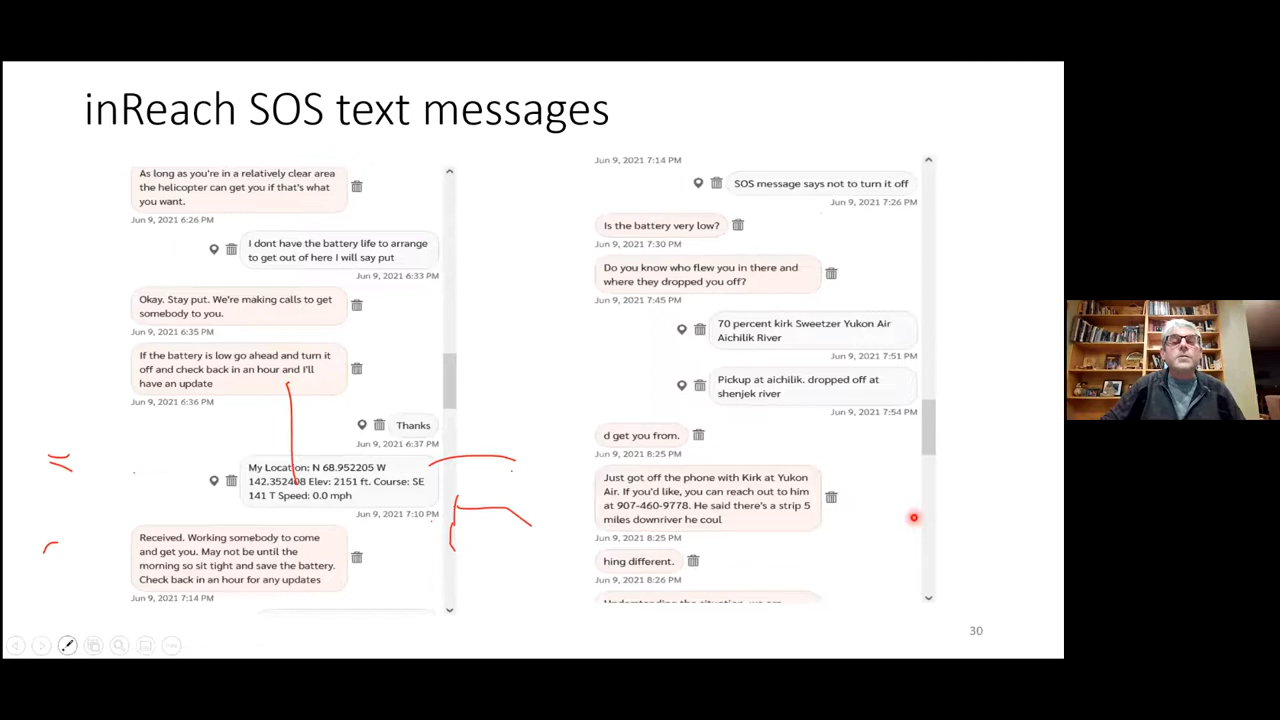 inReach SOS text messages
As long as you're in a relatively clear area
the helicopter can get you if that's what
you want.
Jun 9, 2021 6:26 PM
I dont have the battery life to arrange
to get out of here I will say put
Jun 9, 2021 6:33 PM
Okay. Stay put. We're making calls to get
somebody to you.
Jun 9, 2021 6:35 PM
If the battery is low go ahead and turn it
off and check back in an hour and I'll
have an update
Jun 9, 2021 6:36 PM
Thanks
Jun 9, 2021 6:37 PM
My Location: N 68.952205 W
142.352408 Elev: 2151 ft. Course: SE
141 T Speed: 0.0 mph
Jun 9, 2021 7:10 PM
Received. Working somebody to come
and get you. May not be until the
morning so sit tight and save the battery.
Check back in an hour for any updates
Jun 9, 2021 7:14 PM
Jun 9, 2021 7:14 PM
SOS message says not to turn it off
Jun 9, 2021 7:26 PM
Is the battery very low?
Jun 9, 2021 7:30 PM
Do you know who flew you in there and
where they dropped you off?
Jun 9, 2021 7:45 PM
70 percent kirk Sweetzer Yukon Air
Aichilik River
Jun 9, 2021 7:51 PM
Pickup at aichilik. dropped off at
shenjek river
Jun 9, 2021 7:54 PM
d get you from.
Jun 9, 2021 8:25 PM
Just got off the phone with Kirk at Yukon
Air. If you'd like, you can reach out to him
at 907-460-9778. He said there's a strip 5
miles downriver he coul
Jun 9, 2021 8:25 PM
hing different.
Jun 9, 2021 8:26 PM
Understanding the situation, we are
30